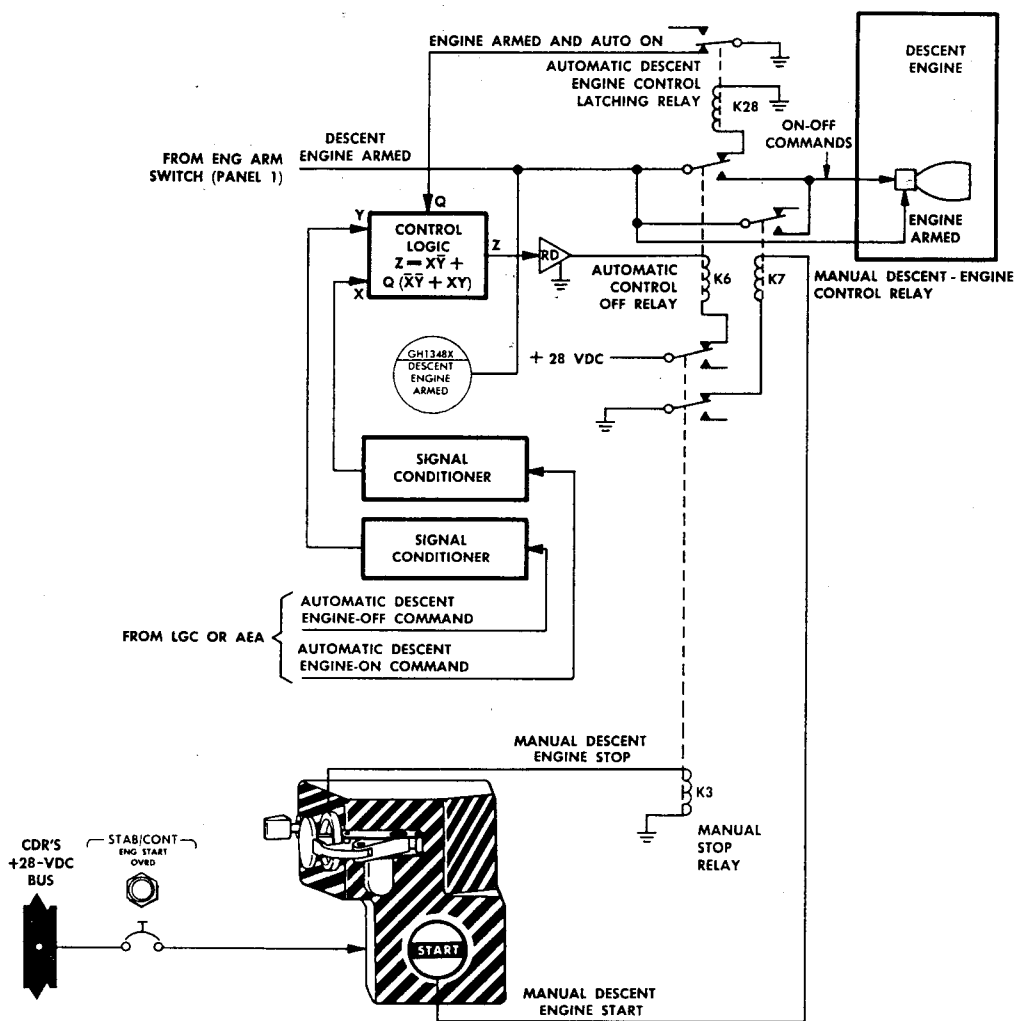 ENGINE ARMED AND AUTO ON
AUTOMATIC DESCENT
ENGINE CONTROL
LATCHING RELAY
K28
DESCENT
ENGINE
ON-OFF
COMMANDS
ENGINE
ARMED
DESCENT
ENGINE ARMED
FROM ENG ARM
SWITCH (PANEL 1)
Y
Q
X
Z
CONTROL
LOGIC
Z = XȲ +
Q (X̄Ȳ + XY)
RD
AUTOMATIC
CONTROL
OFF RELAY
K6
K7
MANUAL DESCENT - ENGINE
CONTROL RELAY
GH1348X
DESCENT
ENGINE
ARMED
+ 28 VDC
SIGNAL
CONDITIONER
SIGNAL
CONDITIONER
FROM LGC OR AEA
AUTOMATIC DESCENT
ENGINE-OFF COMMAND
AUTOMATIC DESCENT
ENGINE-ON COMMAND
MANUAL DESCENT
ENGINE STOP
K3
MANUAL
STOP
RELAY
CDR'S
+28-VDC
BUS
STAB/CONT
ENG START
OVRD
START
MANUAL DESCENT
ENGINE START